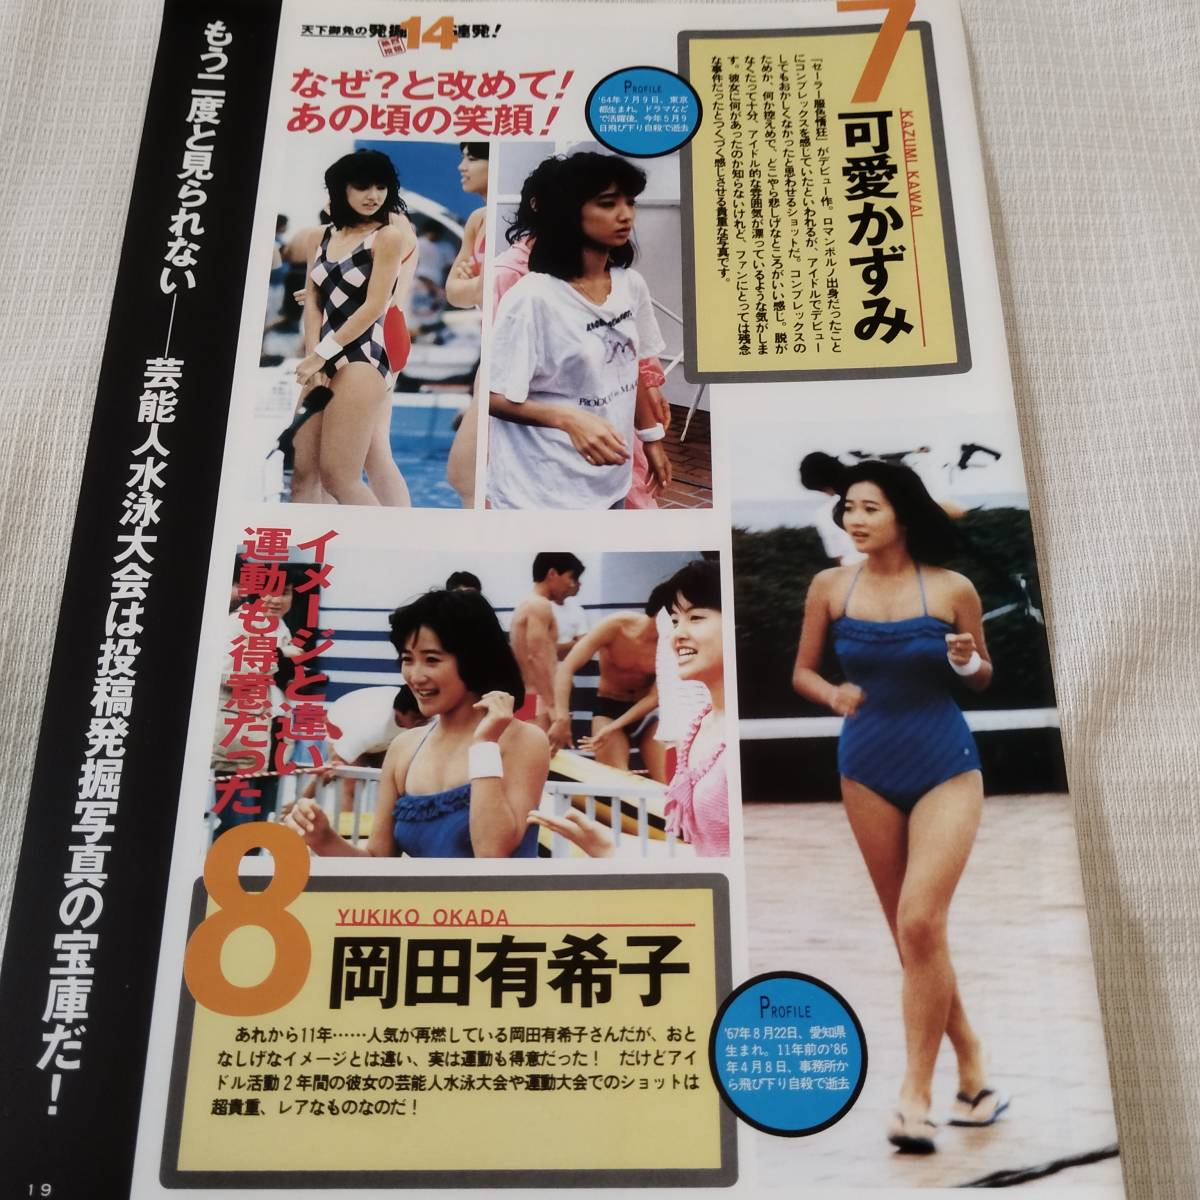 もう二度と見られない――芸能人水泳大会は投稿発掘写真の宝庫だ!
天下御免の発掘14連発!
なぜ?と改めて!
あの頃の笑顔!
PROFILE
'64年7月9日、東京
都生まれ。ドラマなど
で活躍後、今年5月9
日飛び下り自殺で逝去
7
KAZUMI KAWAI
可愛かずみ
「セーラー服色情狂」がデビュー作。ロマンポルノ出身だったこと
にコンプレックスを感じていたといわれるが、アイドルでデビュー
してもおかしくなかったと思わせるショットだ。コンプレックスの
ためか、何か控えめで、どこやら悲しげなところがいい感じ。脱が
なくたって十分、アイドル的な雰囲気が漂っているような気がしま
す。彼女に何があったのか知らないけれど、ファンにとっては残念
な事件だったとつくづく感じさせる貴重な写真です。
イメージと違い
運動も得意だった
8
YUKIKO OKADA
岡田有希子
あれから11年……人気が再燃している岡田有希子さんだが、おと
なしげなイメージとは違い、実は運動も得意だった! だけどアイ
ドル活動2年間の彼女の芸能人水泳大会や運動大会でのショットは
超貴重、レアなものなのだ!
PROFILE
'67年8月22日、愛知県
生まれ。11年前の'86
年4月8日、事務所か
ら飛び下り自殺で逝去
19